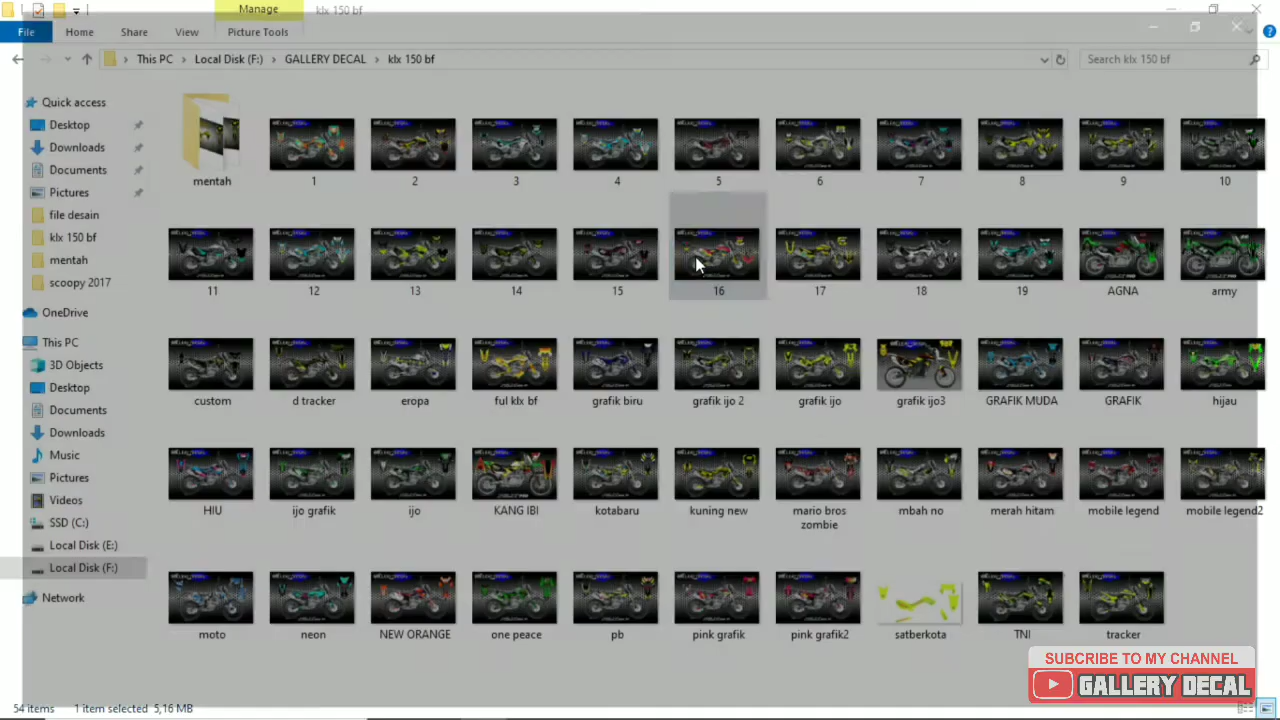 Manage
klx 150 bf
File
Home
Share
View
Picture Tools
This PC
Local Disk (F:)
GALLERY DECAL
klx 150 bf
Search klx 150 bf
Quick access
Desktop
Downloads
Documents
Pictures
file desain
klx 150 bf
mentah
scoopy 2017
OneDrive
This PC
3D Objects
Desktop
Documents
Downloads
Music
Pictures
Videos
SSD (C:)
Local Disk (E:)
Local Disk (F:)
Network
mentah
1
2
3
4
5
6
7
8
9
10
11
12
13
14
15
16
17
18
19
AGNA
army
custom
d tracker
eropa
ful klx bf
grafik biru
grafik ijo 2
grafik ijo
grafik ijo3
GRAFIK MUDA
GRAFIK
hijau
HIU
ijo grafik
ijo
KANG IBI
kotabaru
kuning new
mario bros
zombie
mbah no
merah hitam
mobile legend
mobile legend2
moto
neon
NEW ORANGE
one peace
pb
pink grafik
pink grafik2
satberkota
TNI
tracker
SUBCRIBE TO MY CHANNEL
GALLERY DECAL
54 items
1 item selected 5,16 MB